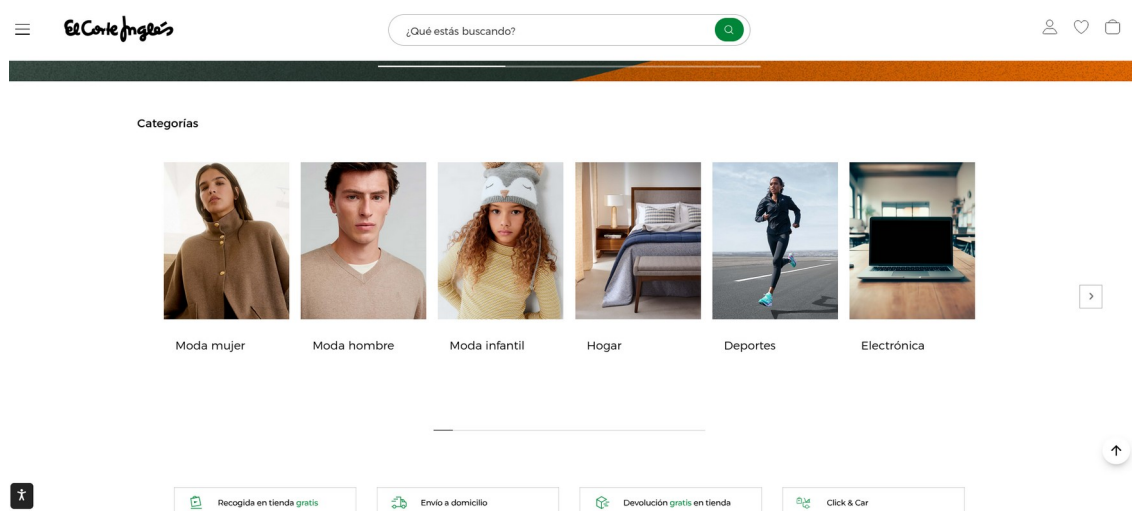 El Corte Inglés
¿Qué estás buscando?
Categorías
Moda mujer
Moda hombre
Moda infantil
Hogar
Deportes
Electrónica
Recogida en tienda gratis
Envío a domicilio
Devolución gratis en tienda
Click & Car